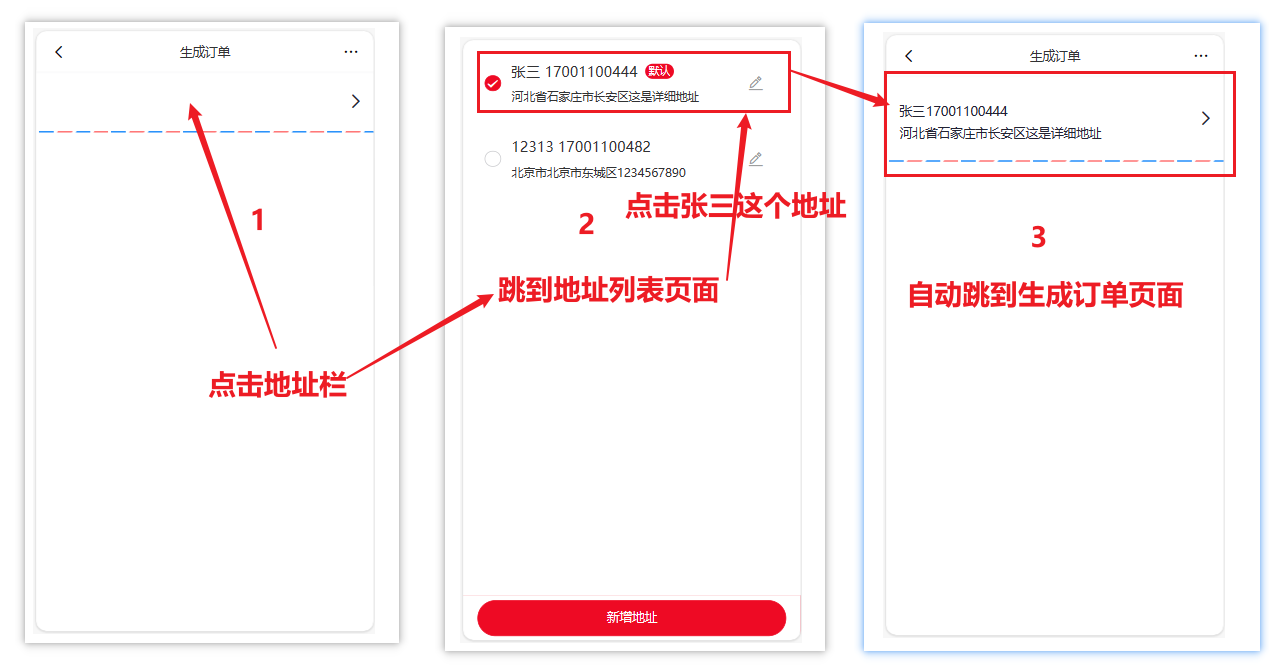 生成订单
1
点击地址栏
张三 17001100444 默认
河北省石家庄市长安区这是详细地址
12313 17001100482
北京市北京市东城区1234567890
点击张三这个地址
2
跳到地址列表页面
新增地址
生成订单
张三17001100444
河北省石家庄市长安区这是详细地址
3
自动跳到生成订单页面